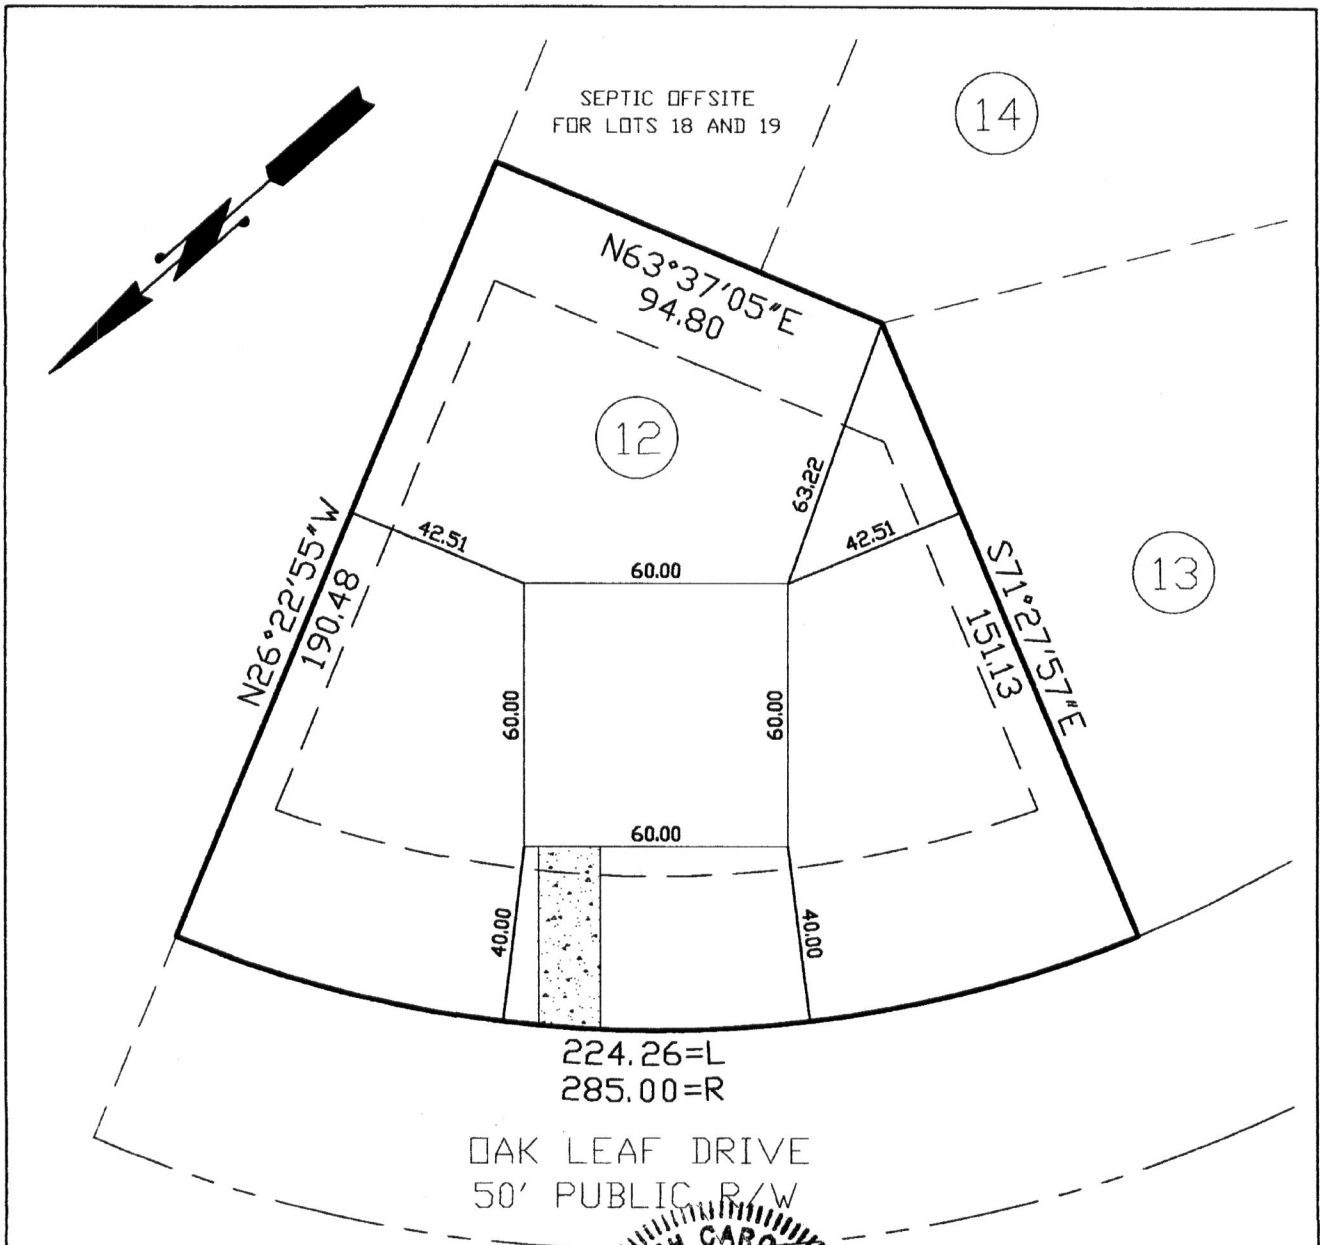 SEPTIC OFFSITE
FOR LOTS 18 AND 19
14
N63°37'05"E
94.80
12
63.22
42.51
42.51
60.00
N26°22'55"W
190.48
S71°27'57"E
151.13
13
60.00
60.00
60.00
40.00
40.00
224.26=L
285.00=R
OAK LEAF DRIVE
50' PUBLIC R/W